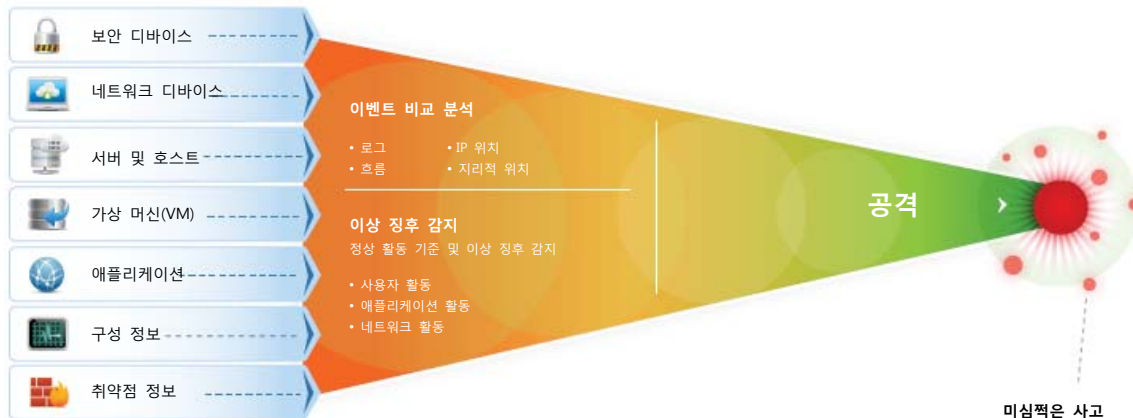 보안 디바이스
네트워크 디바이스
서버 및 호스트
가상 머신(VM)
애플리케이션
구성 정보
취약점 정보
이벤트 비교 분석
• 로그
• IP 위치
• 흐름
• 지리적 위치
이상 징후 감지
정상 활동 기준 및 이상 징후 감지
• 사용자 활동
• 애플리케이션 활동
• 네트워크 활동
공격
미심쩍은 사고